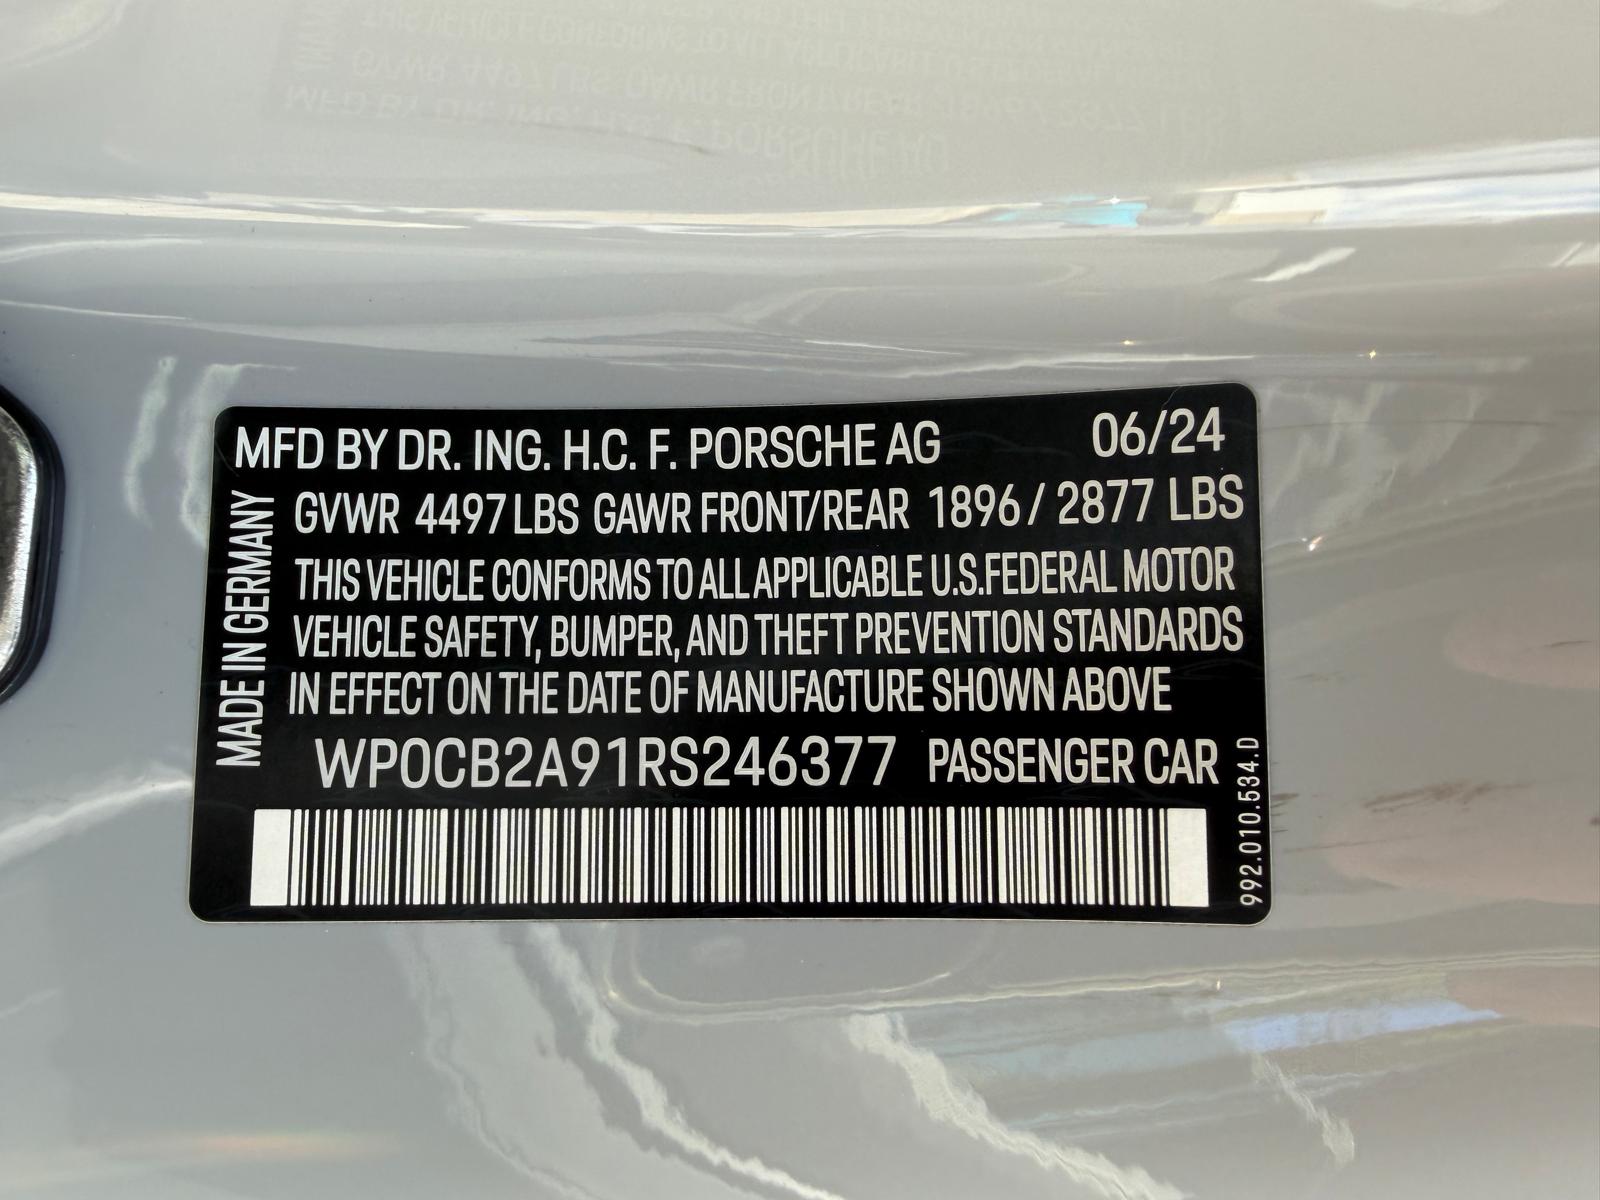 MFD BY DR. ING. H.C. F. PORSCHE AG 06/24
GVWR 4497 LBS GAWR FRONT/REAR 1896 / 2877 LBS
THIS VEHICLE CONFORMS TO ALL APPLICABLE U.S.FEDERAL MOTOR
VEHICLE SAFETY, BUMPER, AND THEFT PREVENTION STANDARDS
IN EFFECT ON THE DATE OF MANUFACTURE SHOWN ABOVE
WP0CB2A91RS246377 PASSENGER CAR
MADE IN GERMANY
992.010.534.D